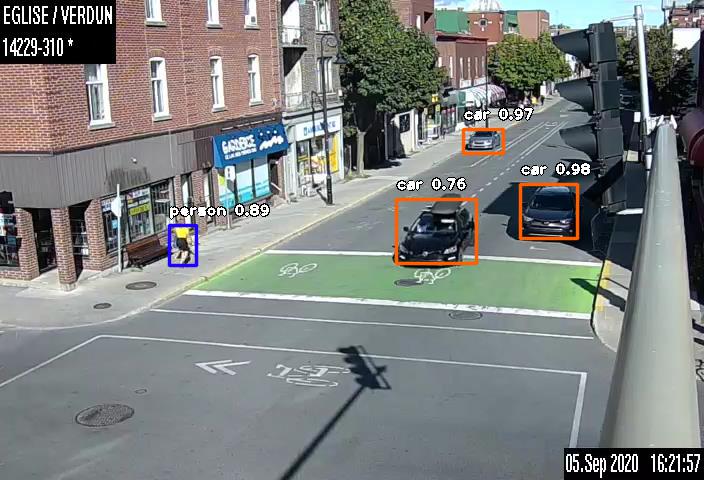 EGLISE / VERDUN
14229-310 *
car 0.97
car 0.98
car 0.76
person 0.89
GARDERIE
05.Sep 2020 16:21:57